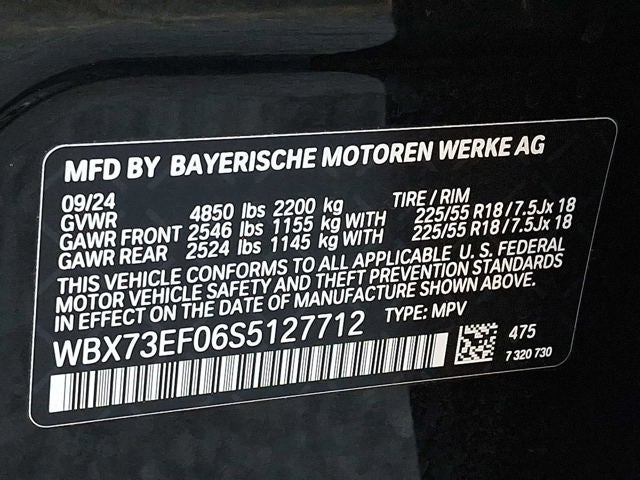 MFD BY BAYERISCHE MOTOREN WERKE AG
09/24 TIRE / RIM
GVWR 4850 lbs 2200 kg
GAWR FRONT 2546 lbs 1155 kg WITH 225/55 R18 / 7.5Jx 18
GAWR REAR 2524 lbs 1145 kg WITH 225/55 R18 / 7.5Jx 18
THIS VEHICLE CONFORMS TO ALL APPLICABLE U. S. FEDERAL
MOTOR VEHICLE SAFETY AND THEFT PREVENTION STANDARDS
IN EFFECT ON THE DATE OF MANUFACTURE SHOWN ABOVE.
WBX73EF06S5127712 TYPE: MPV
475
7 320 730